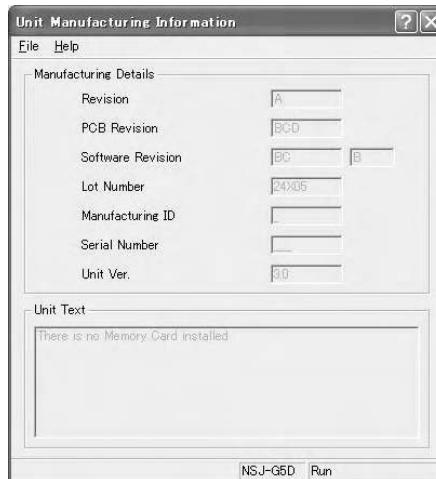 Unit Manufacturing Information
File Help
Manufacturing Details
Revision A
PCB Revision BCD
Software Revision BC B
Lot Number 24X05
Manufacturing ID _
Serial Number ___
Unit Ver. 3.0
Unit Text
There is no Memory Card installed
NSJ-G5D Run